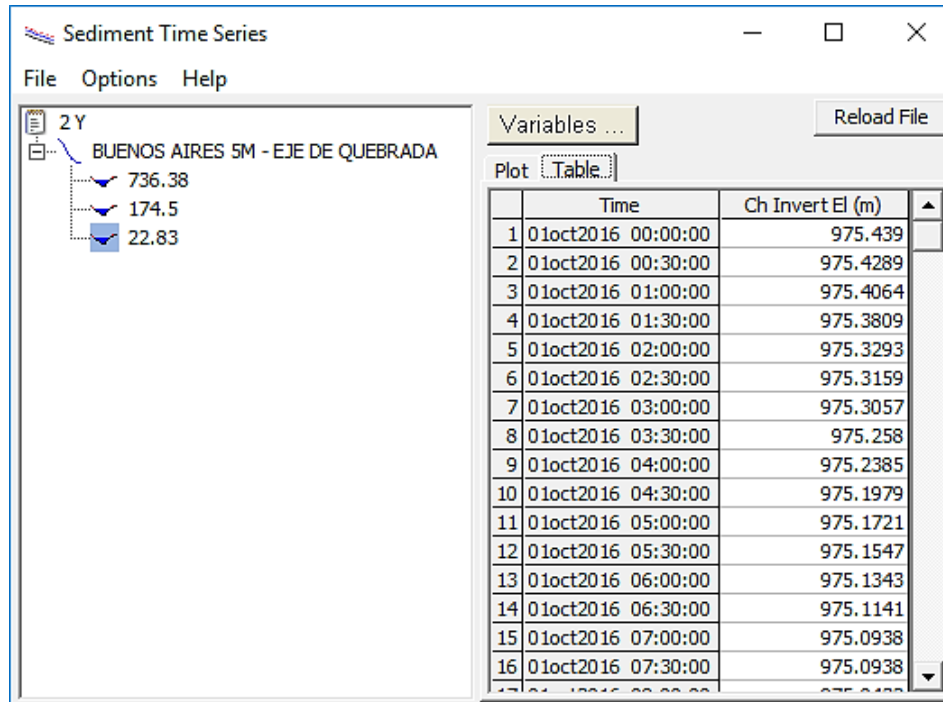 Sediment Time Series
File Options Help
2 Y
BUENOS AIRES 5M - EJE DE QUEBRADA
736.38
174.5
22.83
Variables ...
Reload File
Plot Table
Time Ch Invert El (m)
1 01oct2016 00:00:00 975.439
2 01oct2016 00:30:00 975.4289
3 01oct2016 01:00:00 975.4064
4 01oct2016 01:30:00 975.3809
5 01oct2016 02:00:00 975.3293
6 01oct2016 02:30:00 975.3159
7 01oct2016 03:00:00 975.3057
8 01oct2016 03:30:00 975.258
9 01oct2016 04:00:00 975.2385
10 01oct2016 04:30:00 975.1979
11 01oct2016 05:00:00 975.1721
12 01oct2016 05:30:00 975.1547
13 01oct2016 06:00:00 975.1343
14 01oct2016 06:30:00 975.1141
15 01oct2016 07:00:00 975.0938
16 01oct2016 07:30:00 975.0938